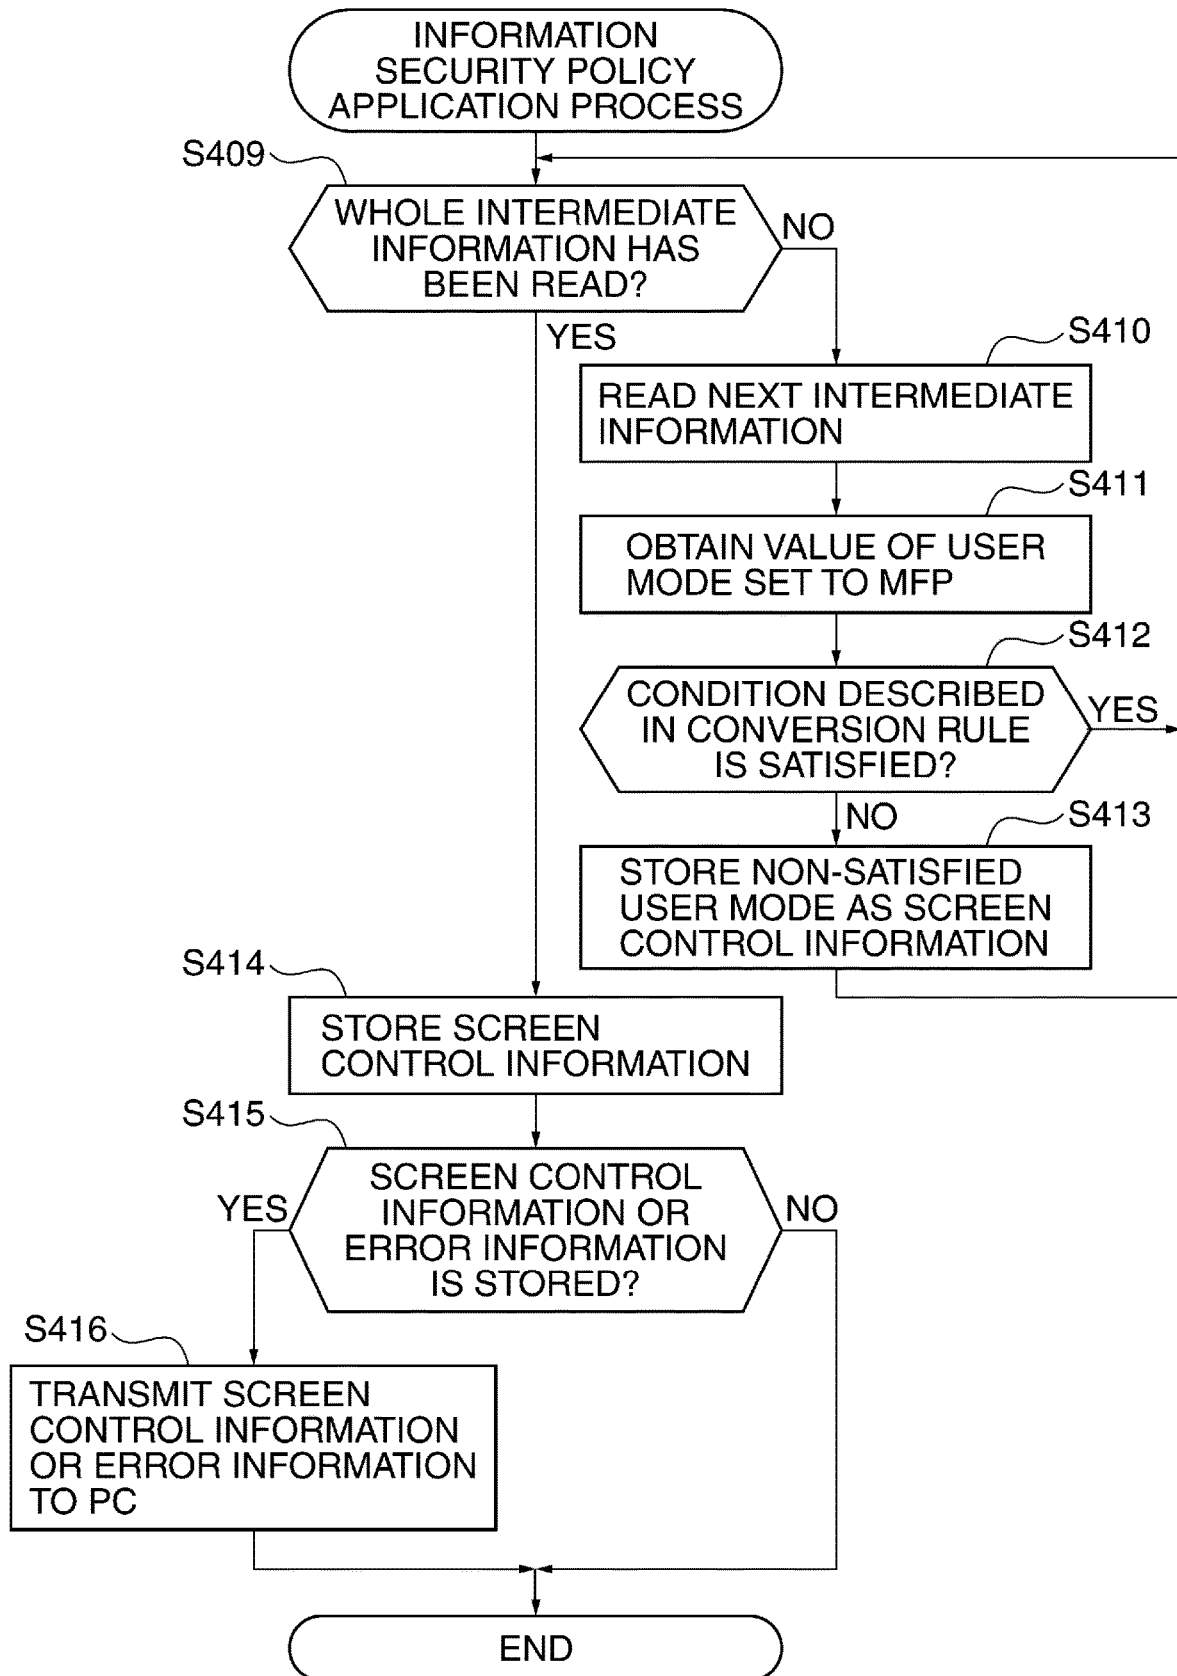 INFORMATION
SECURITY POLICY
APPLICATION PROCESS
S409
WHOLE INTERMEDIATE
INFORMATION HAS
BEEN READ?
NO
YES
S410
READ NEXT INTERMEDIATE
INFORMATION
S411
OBTAIN VALUE OF USER
MODE SET TO MFP
S412
CONDITION DESCRIBED
IN CONVERSION RULE
IS SATISFIED?
YES
NO
S413
STORE NON-SATISFIED
USER MODE AS SCREEN
CONTROL INFORMATION
S414
STORE SCREEN
CONTROL INFORMATION
S415
SCREEN CONTROL
INFORMATION OR
ERROR INFORMATION
IS STORED?
YES
NO
S416
TRANSMIT SCREEN
CONTROL INFORMATION
OR ERROR INFORMATION
TO PC
END